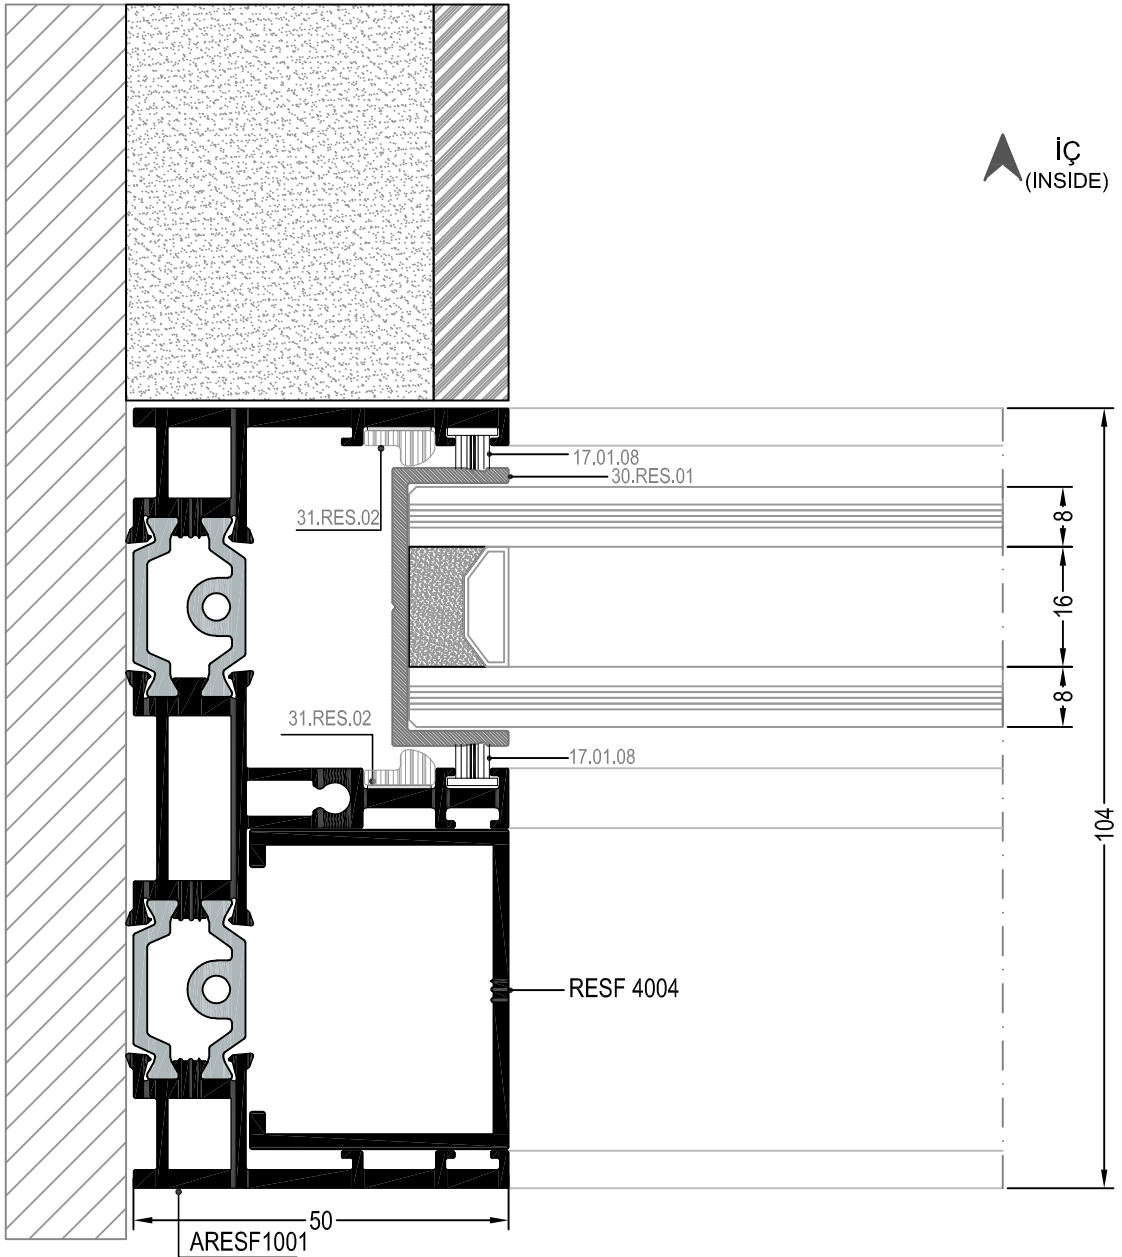 İÇ
(INSIDE)
17.01.08
30.RES.01
31.RES.02
8
16
8
31.RES.02
17.01.08
104
RESF 4004
50
ARESF1001